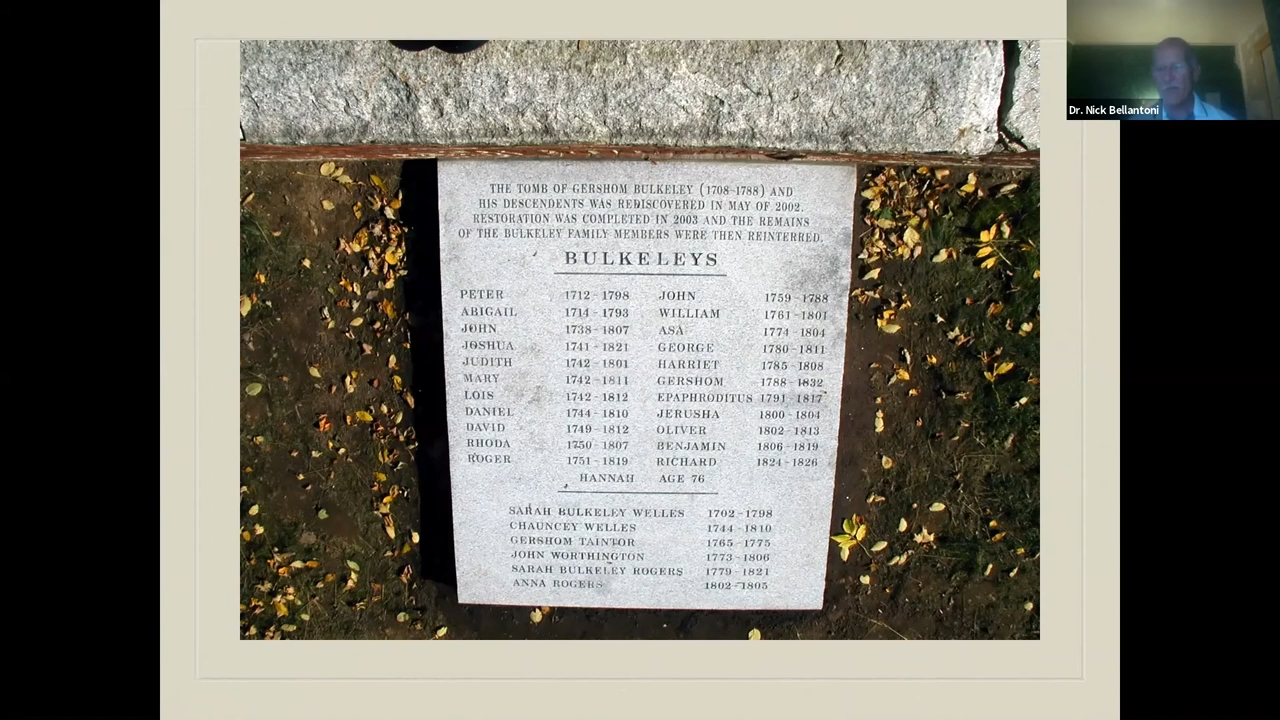 Dr. Nick Bellantoni
THE TOMB OF GERSHOM BULKELEY (1708-1788) AND
HIS DESCENDENTS WAS REDISCOVERED IN MAY OF 2002.
RESTORATION WAS COMPLETED IN 2003 AND THE REMAINS
OF THE BULKELEY FAMILY MEMBERS WERE THEN REINTERRED.
BULKELEYS
PETER 1712-1798 JOHN 1759-1788
ABIGAIL 1714-1793 WILLIAM 1761-1801
JOHN 1738-1807 ASA 1774-1804
JOSHUA 1741-1821 GEORGE 1780-1811
JUDITH 1742-1801 HARRIET 1785-1808
MARY 1742-1811 GERSHOM 1788-1832
LOIS 1742-1812 EPAPHRODITUS 1791-1817
DANIEL 1744-1810 JERUSHA 1800-1804
DAVID 1749-1812 OLIVER 1802-1813
RHODA 1750-1807 BENJAMIN 1806-1819
ROGER 1751-1819 RICHARD 1824-1826
HANNAH AGE 76
SARAH BULKELEY WELLES 1702-1798
CHAUNCEY WELLES 1744-1810
GERSHOM TAINTOR 1765-1775
JOHN WORTHINGTON 1773-1806
SARAH BULKELEY ROGERS 1779-1821
ANNA ROGERS 1802-1805